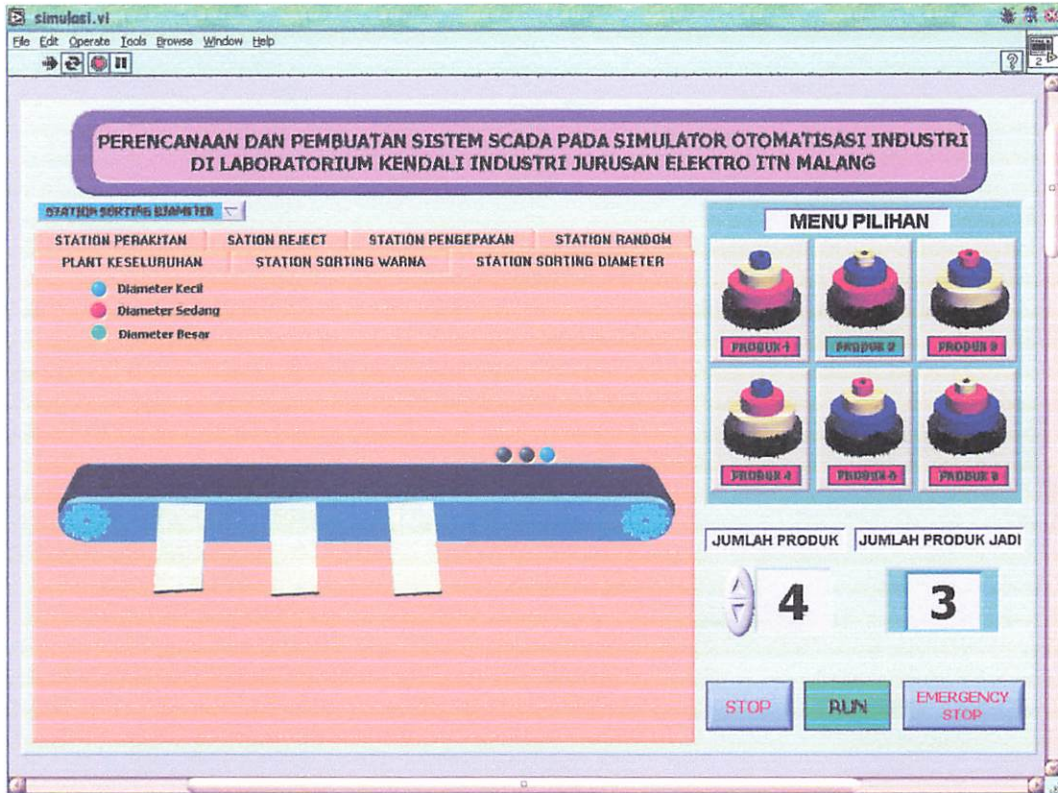 simulasi.vi
File Edit Operate Tools Browse Window Help
2
PERENCANAAN DAN PEMBUATAN SISTEM SCADA PADA SIMULATOR OTOMATISASI INDUSTRI
DI LABORATORIUM KENDALI INDUSTRI JURUSAN ELEKTRO ITN MALANG
STATION SORTING DIAMETER
STATION PERAKITAN SATION REJECT STATION PENGEPAKAN STATION RANDOM
PLANT KESELURUHAN STATION SORTING WARNA STATION SORTING DIAMETER
Diameter Kecil
Diameter Sedang
Diameter Besar
MENU PILIHAN
PRODUK 1 PRODUK 2 PRODUK 3
PRODUK 4 PRODUK 5 PRODUK 6
JUMLAH PRODUK JUMLAH PRODUK JADI
4 3
STOP RUN EMERGENCY
STOP